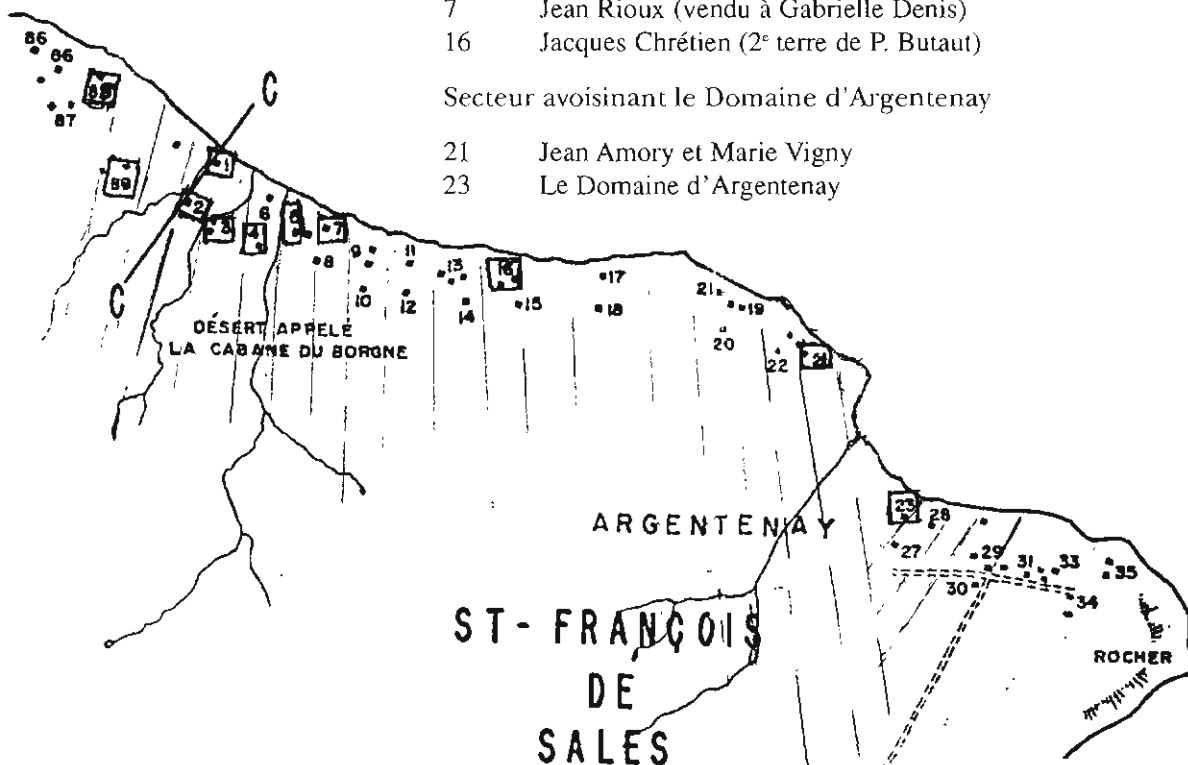 7 Jean Rioux (vendu à Gabrielle Denis)
16 Jacques Chrétien (2e terre de P. Butaut)
Secteur avoisinant le Domaine d'Argentenay
21 Jean Amory et Marie Vigny
23 Le Domaine d'Argentenay
86
86
87
89
C
1
2
3
4
6
7
8
9
10
11
12
13
14
16
15
17
18
21
19
20
22
21
C
DÉSERT APPELÉ
LA CABANE DU BORGNE
ARGENTENAY
23
28
27
29
30
31
33
34
35
ROCHER
ST-FRANÇOIS
DE
SALES